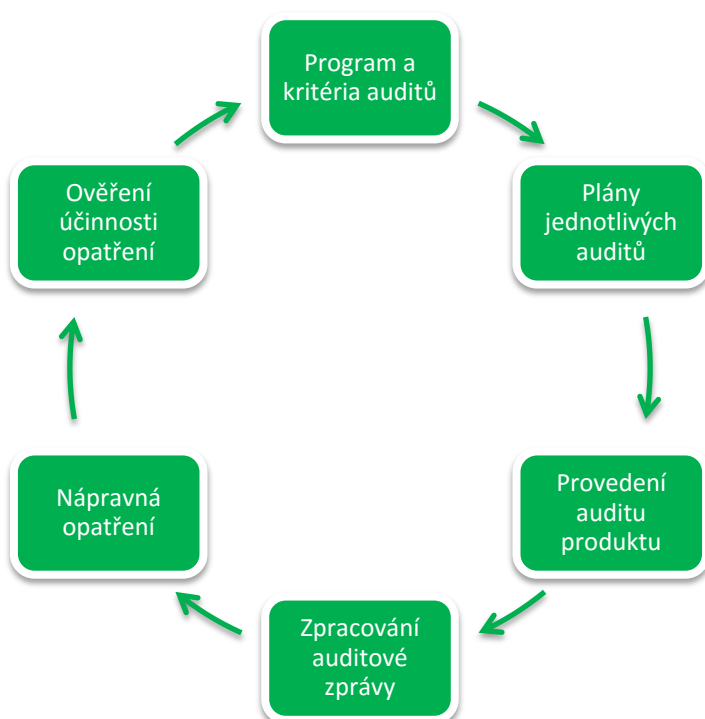 Program a
kritéria auditů
Plány
jednotlivých
auditů
Provedení
auditu
produktu
Zpracování
auditové
zprávy
Nápravná
opatření
Ověření
účinnosti
opatření